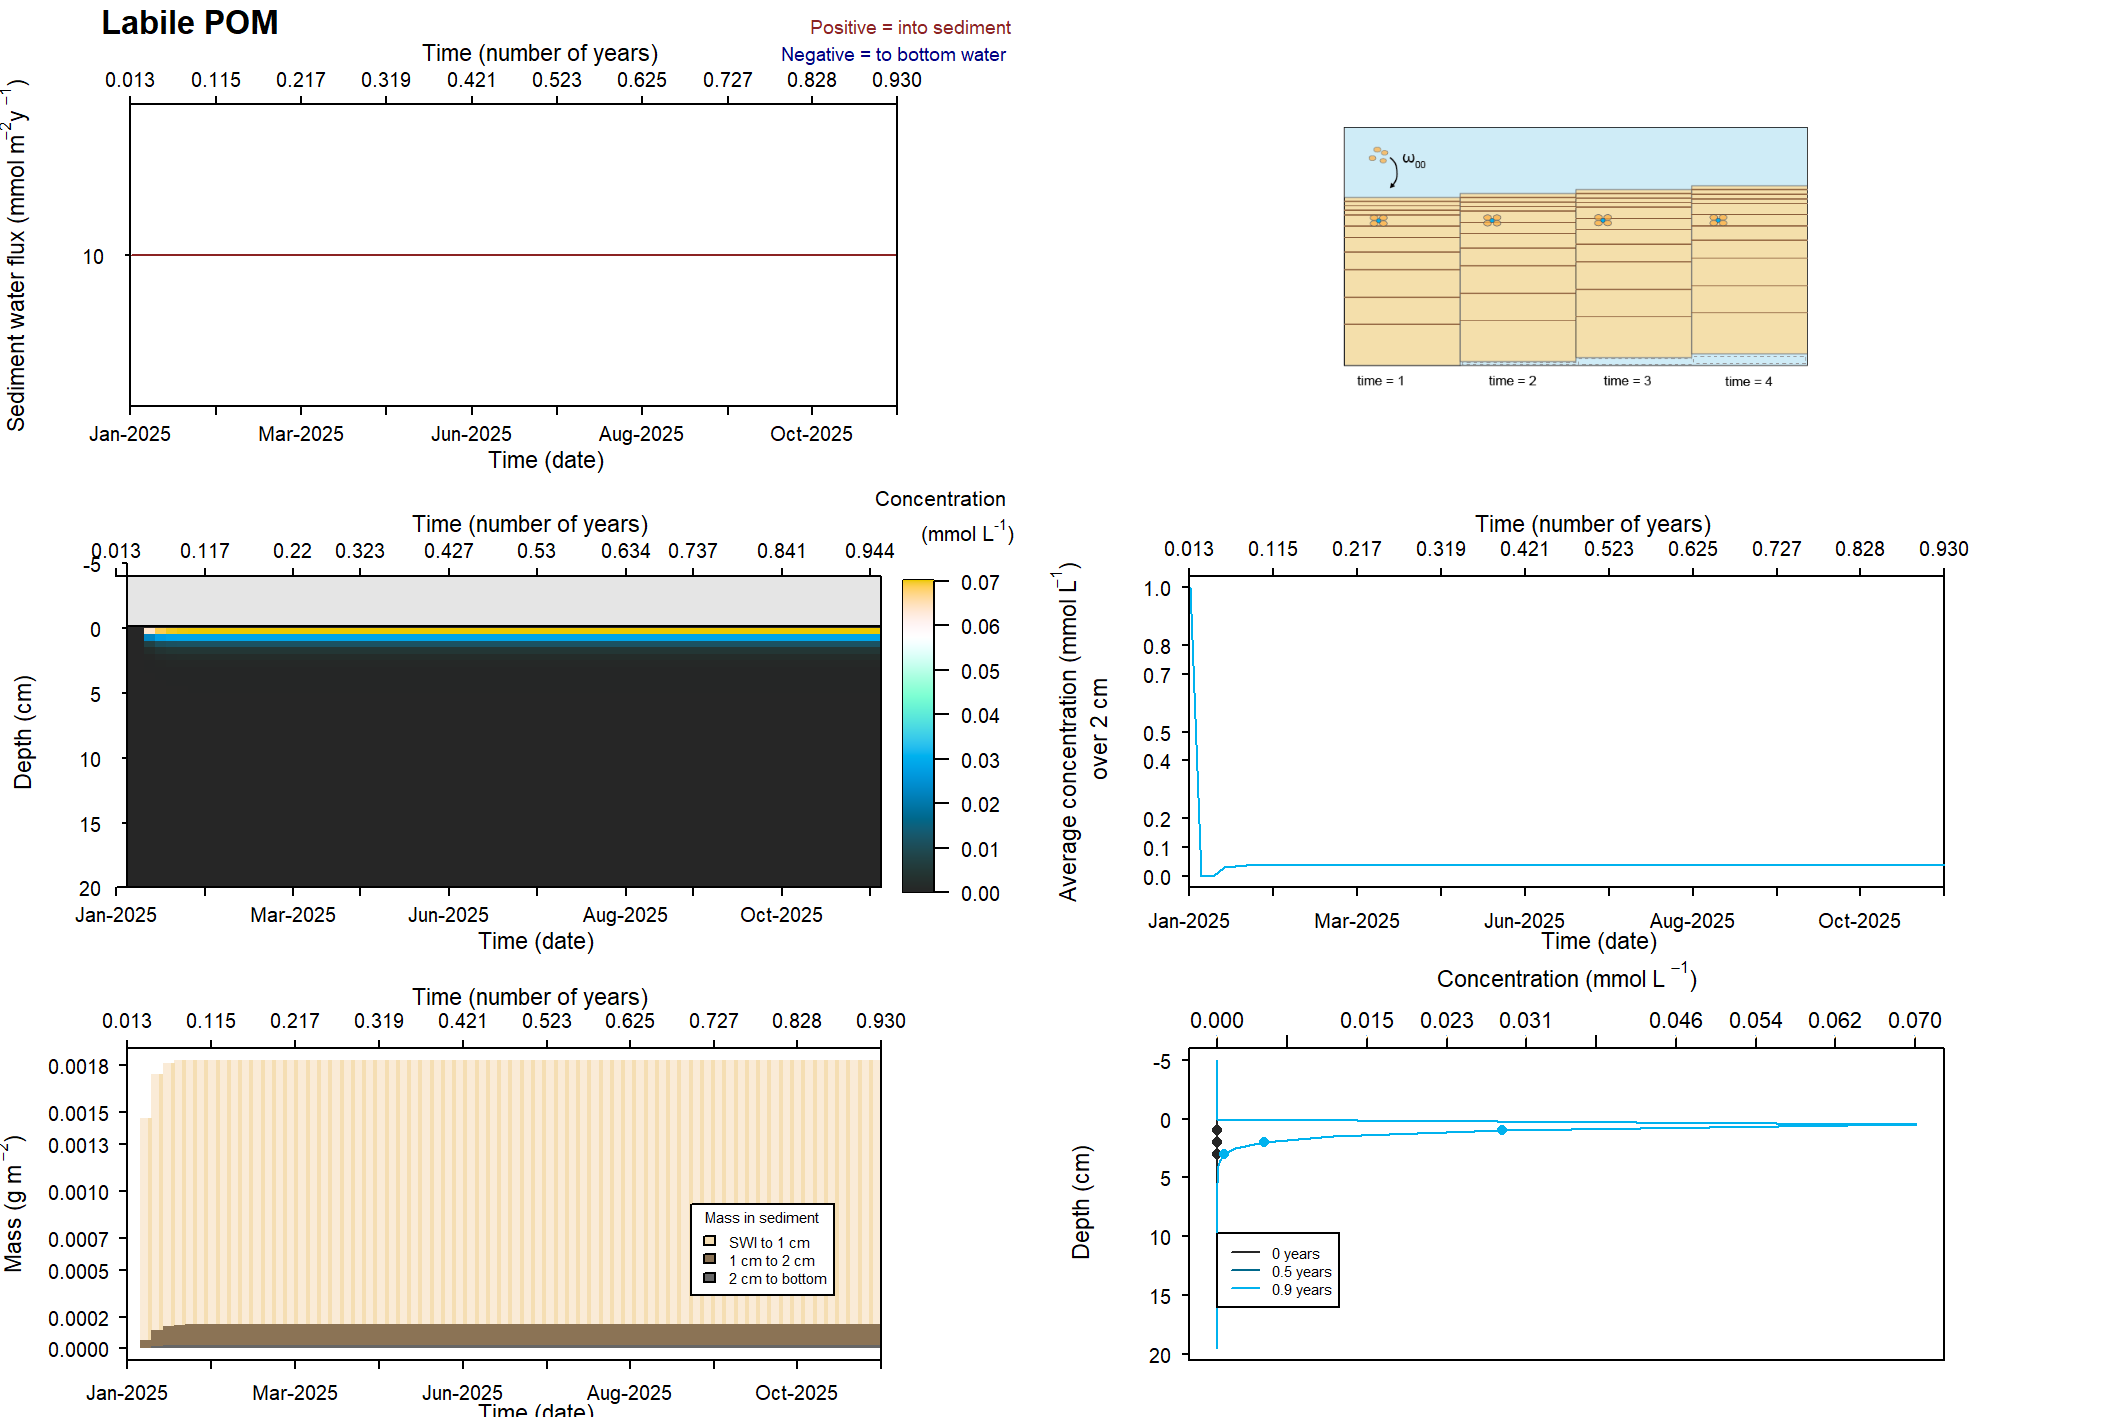 Labile POM
Positive = into sediment
Negative = to bottom water
Time (number of years)
0.013 0.115 0.217 0.319 0.421 0.523 0.625 0.727 0.828 0.930
Sediment water flux (mmol m−2y−1)
10
Jan-2025 Mar-2025 Jun-2025 Aug-2025 Oct-2025
Time (date)
ω00
time = 1 time = 2 time = 3 time = 4
Concentration
(mmol L-1)
Time (number of years)
0.013 0.117 0.22 0.323 0.427 0.53 0.634 0.737 0.841 0.944
Depth (cm)
-5
0
5
10
15
20
0.07
0.06
0.05
0.04
0.03
0.02
0.01
0.00
Jan-2025 Mar-2025 Jun-2025 Aug-2025 Oct-2025
Time (date)
Time (number of years)
0.013 0.115 0.217 0.319 0.421 0.523 0.625 0.727 0.828 0.930
Average concentration (mmol L−1)
over 2 cm
1.0
0.8
0.7
0.5
0.4
0.2
0.1
0.0
Jan-2025 Mar-2025 Jun-2025 Aug-2025 Oct-2025
Time (date)
Time (number of years)
0.013 0.115 0.217 0.319 0.421 0.523 0.625 0.727 0.828 0.930
Mass (g m−2)
0.0018
0.0015
0.0013
0.0010
0.0007
0.0005
0.0002
0.0000
Mass in sediment
SWI to 1 cm
1 cm to 2 cm
2 cm to bottom
Jan-2025 Mar-2025 Jun-2025 Aug-2025 Oct-2025
Time (date)
Concentration (mmol L −1)
0.000 0.015 0.023 0.031 0.046 0.054 0.062 0.070
Depth (cm)
-5
0
5
10
15
20
0 years
0.5 years
0.9 years